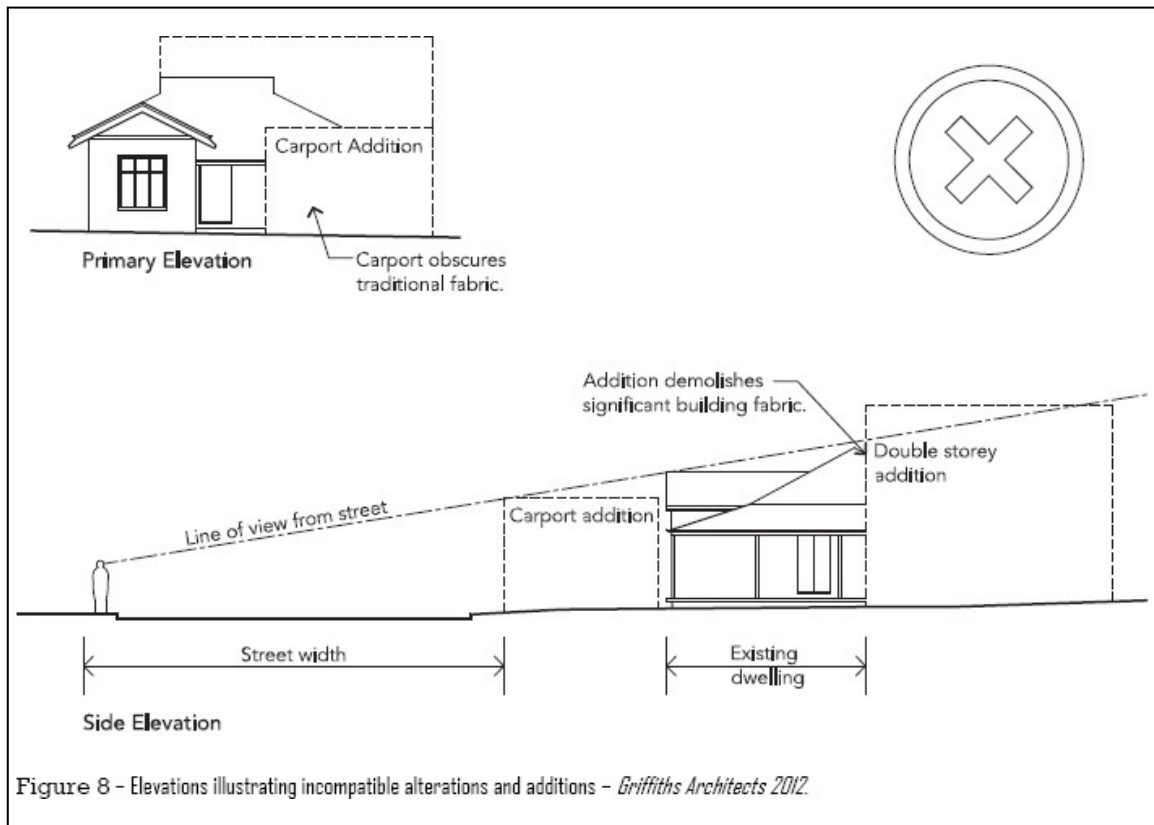 Carport Addition
Primary Elevation
Carport obscures
traditional fabric.
Addition demolishes
significant building fabric.
Double storey
addition
Line of view from street
Carport addition
Street width
Existing
dwelling
Side Elevation
Figure 8 – Elevations illustrating incompatible alterations and additions – Griffiths Architects 2012.